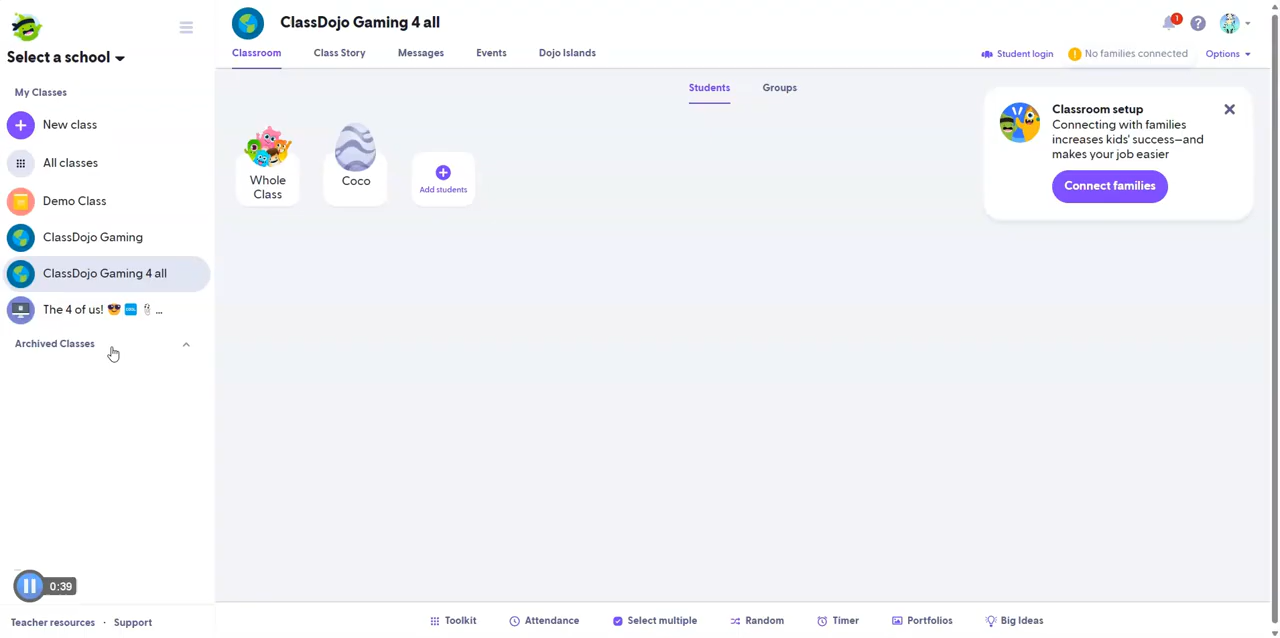 Select a school
My Classes
New class
All classes
Demo Class
ClassDojo Gaming
ClassDojo Gaming 4 all
The 4 of us! 😎 🆒 ...
Archived Classes
0:39
Teacher resources · Support
ClassDojo Gaming 4 all
1
?
Classroom
Class Story
Messages
Events
Dojo Islands
Student login
! No families connected
Options
Students
Groups
Whole
Class
Coco
Add students
Classroom setup
Connecting with families
increases kids' success—and
makes your job easier
Connect families
Toolkit
Attendance
Select multiple
Random
Timer
Portfolios
Big Ideas